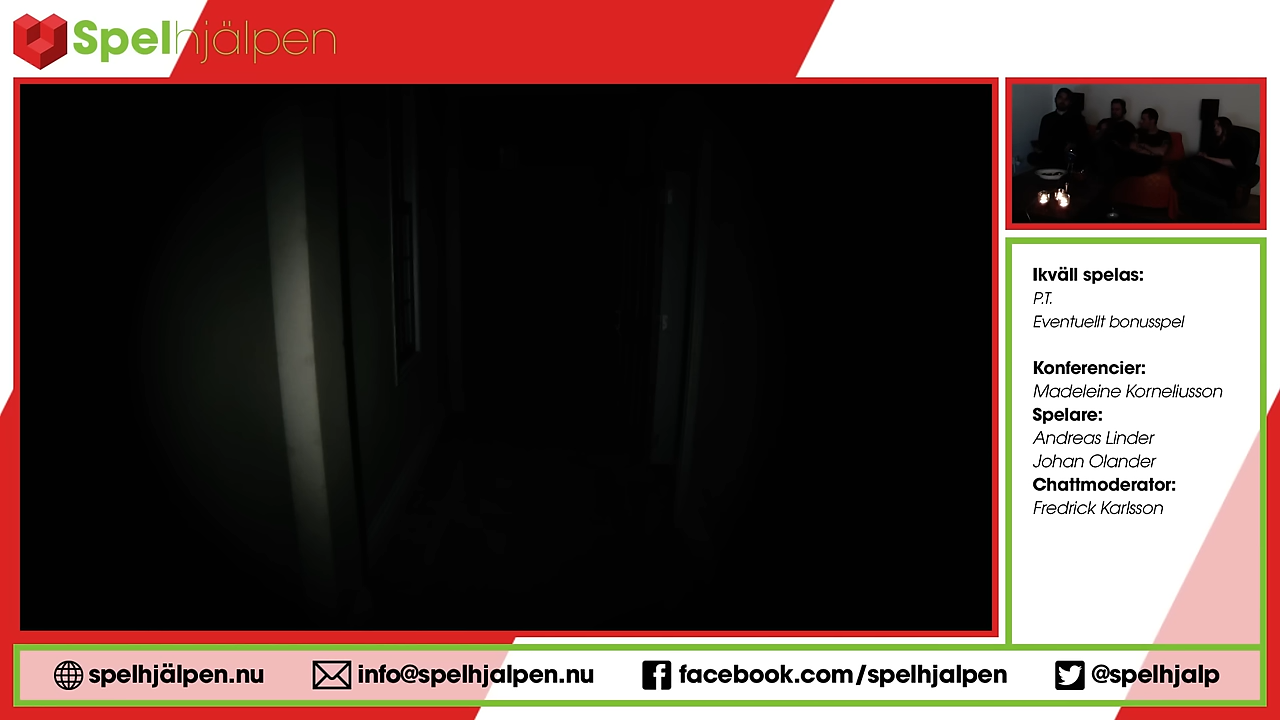 Spelhjälpen
Ikväll spelas:
P.T.
Eventuellt bonusspel
Konferencier:
Madeleine Korneliusson
Spelare:
Andreas Linder
Johan Olander
Chattmoderator:
Fredrick Karlsson
spelhjälpen.nu
info@spelhjalpen.nu
facebook.com/spelhjalpen
@spelhjalp